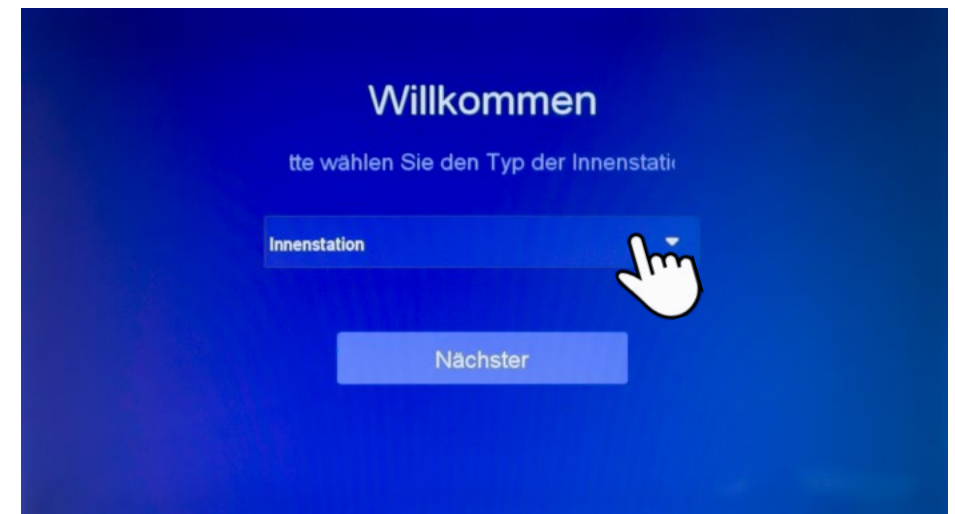 Willkommen
tte wählen Sie den Typ der Innenstati
Innenstation
Nächster